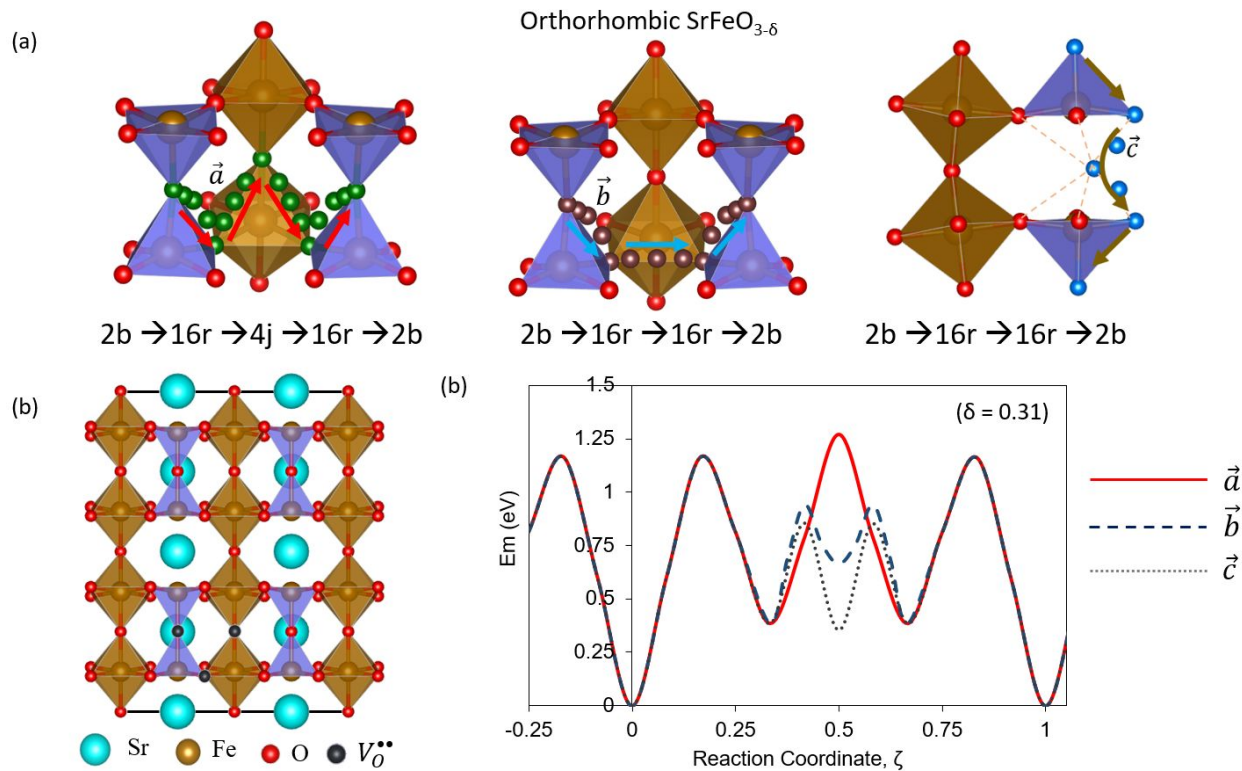 Orthorhombic SrFeO3-δ
(a)
a⃗
b⃗
c⃗
2b →16r →4j →16r →2b
2b →16r →16r →2b
2b →16r →16r →2b
(b)
Sr Fe O V_O^••
(b)
(δ = 0.31)
Em (eV)
1.5
1.25
1
0.75
0.5
0.25
0
-0.25 0 0.25 0.5 0.75 1
Reaction Coordinate, ζ
a⃗
b⃗
c⃗